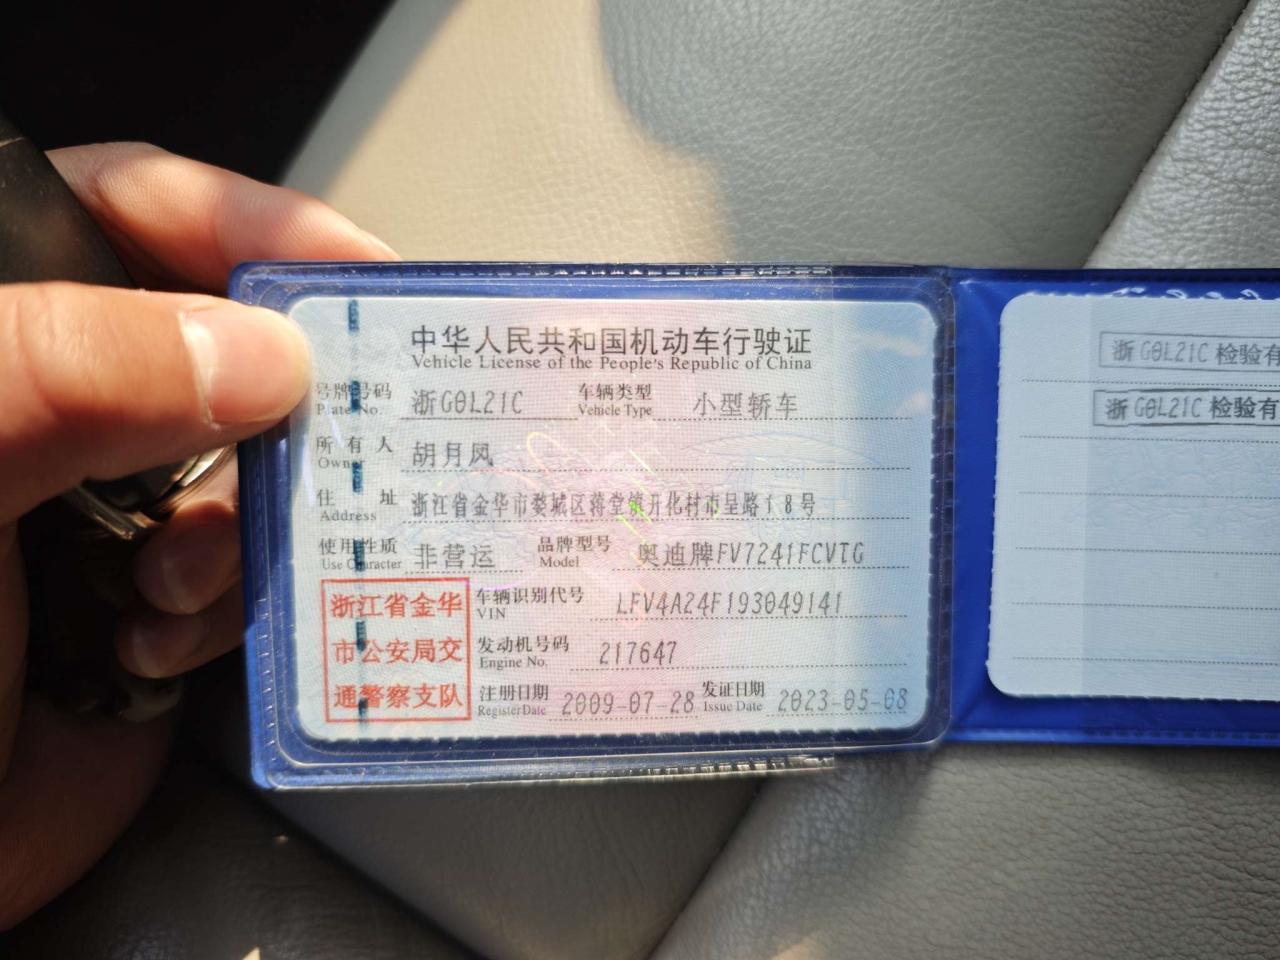 中华人民共和国机动车行驶证
Vehicle License of the People's Republic of China
号牌号码 浙G0L21C 车辆类型 小型轿车
Plate No. Vehicle Type
所有人 胡月凤
Owner
住址 浙江省金华市婺城区蒋堂镇开化村市呈路18号
Address
使用性质 非营运 品牌型号 奥迪牌FV7241FCVTG
Use Character Model
浙江省金华
市公安局交
通警察支队
车辆识别代号 LFV4A24F193049141
VIN
发动机号码 217647
Engine No.
注册日期 2009-07-28 发证日期 2023-05-08
Register Date Issue Date
浙G0L21C 检验有
浙G0L21C 检验有